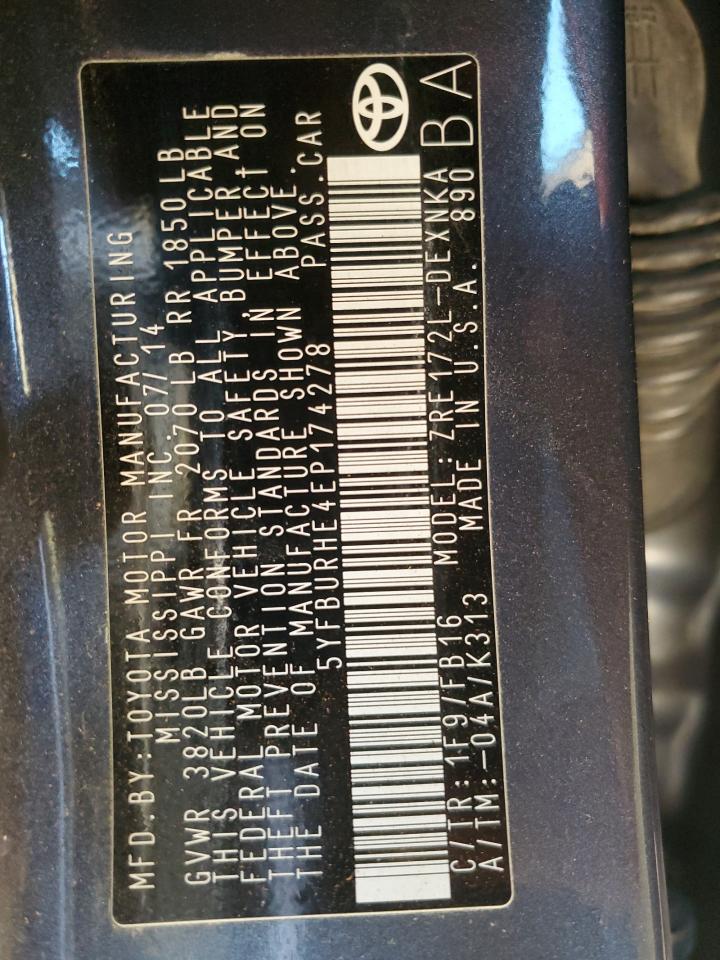 MFD.BY:TOYOTA MOTOR MANUFACTURING
MISSISSIPPI INC. 07/14
GVWR 3820LB GAWR FR 2070 LB RR 1850 LB
THIS VEHICLE CONFORMS TO ALL APPLICABLE
FEDERAL MOTOR VEHICLE SAFETY, BUMPER AND
THEFT PREVENTION STANDARDS IN EFFECT ON
THE DATE OF MANUFACTURE SHOWN ABOVE.
5YFBURHE4EP174278 PASS.CAR
C/TR: 1F9/FB16 MODEL: ZRE172L-DEXNKA
A/TM:-04A/K313 MADE IN U.S.A. 890
BA